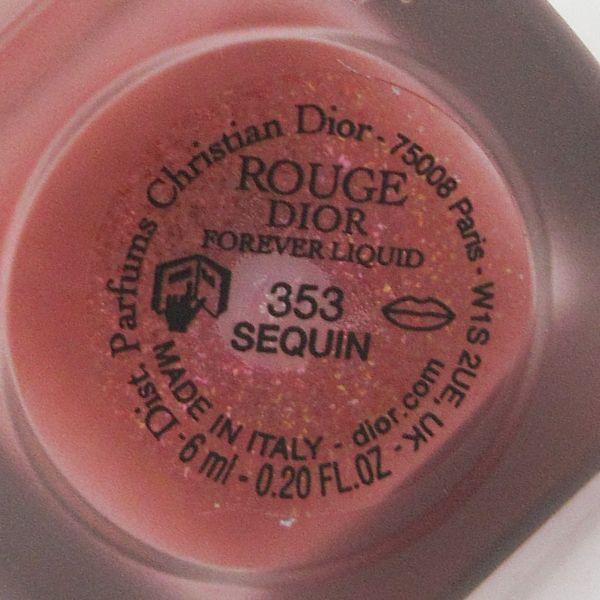 Dist. Parfums Christian Dior - 75008 Paris - W1S 2UE, UK -
ROUGE
DIOR
FOREVER LIQUID
353
SEQUIN
MADE IN ITALY - dior.com
6 ml - 0.20 FL.OZ -